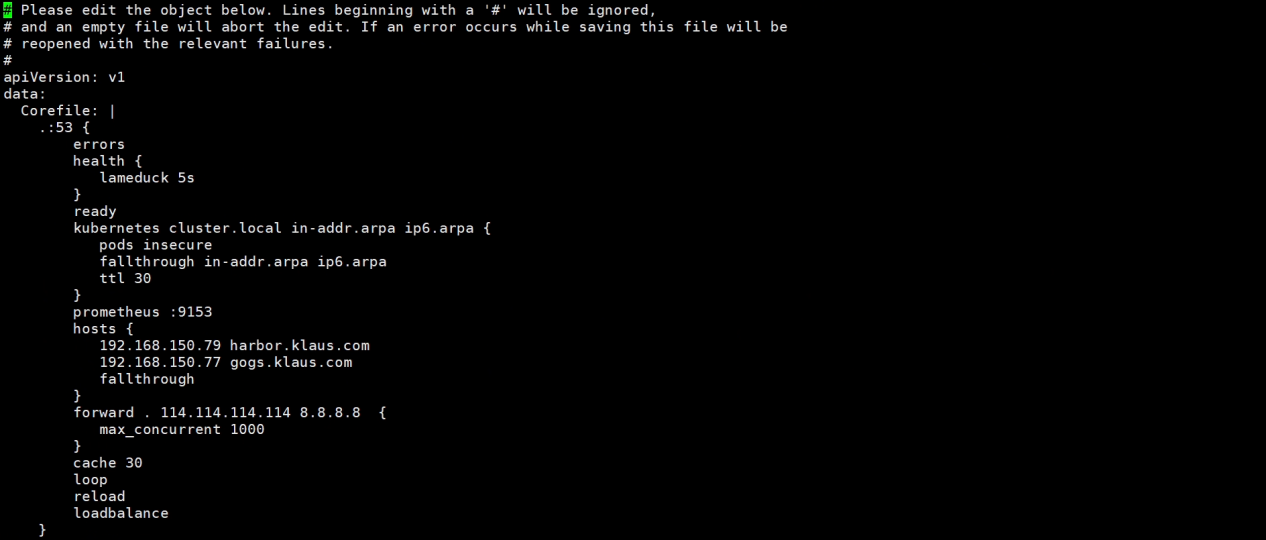 # Please edit the object below. Lines beginning with a '#' will be ignored,
# and an empty file will abort the edit. If an error occurs while saving this file will be
# reopened with the relevant failures.
#
apiVersion: v1
data:
  Corefile: |
    .:53 {
        errors
        health {
           lameduck 5s
        }
        ready
        kubernetes cluster.local in-addr.arpa ip6.arpa {
           pods insecure
           fallthrough in-addr.arpa ip6.arpa
           ttl 30
        }
        prometheus :9153
        hosts {
           192.168.150.79 harbor.klaus.com
           192.168.150.77 gogs.klaus.com
           fallthrough
        }
        forward . 114.114.114.114 8.8.8.8  {
           max_concurrent 1000
        }
        cache 30
        loop
        reload
        loadbalance
    }